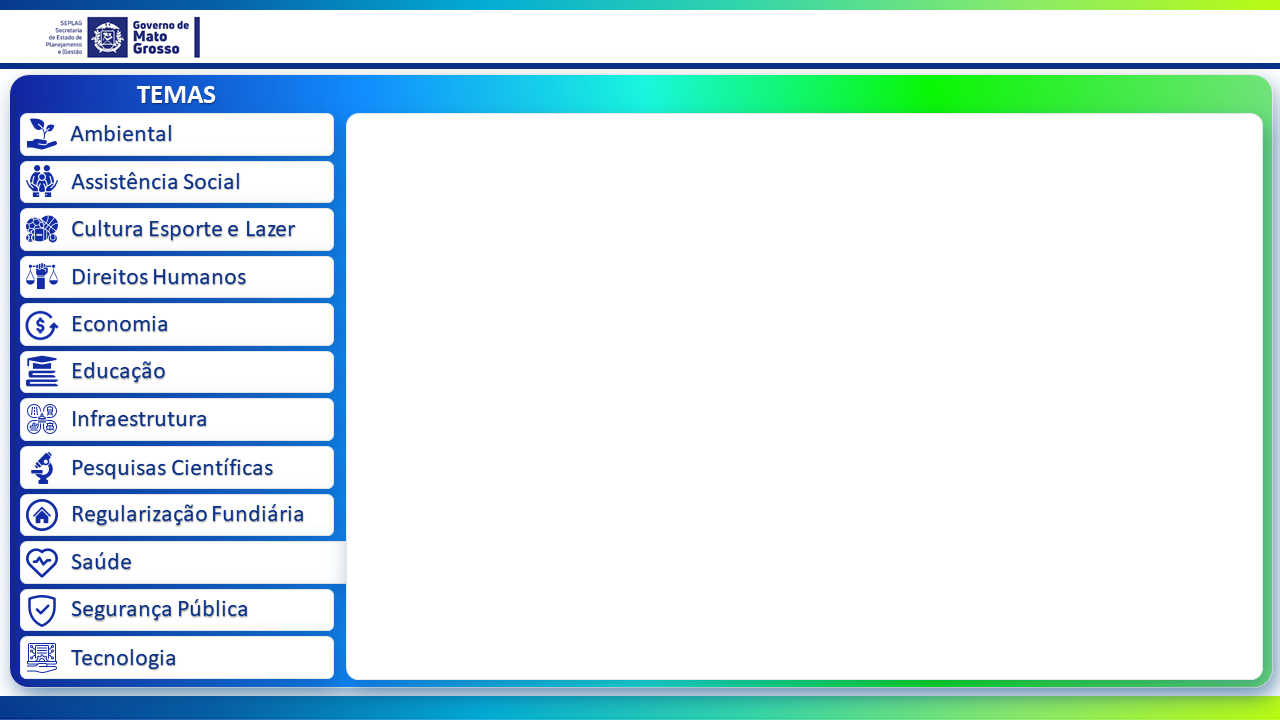 SEPLAG
Secretaria
de Estado de
Planejamento
e |Gestão
Governo de
Mato
Grosso
TEMAS
Ambiental
Assistência Social
Cultura Esporte e Lazer
Direitos Humanos
Economia
Educação
Infraestrutura
Pesquisas Científicas
Regularização Fundiária
Saúde
Segurança Pública
Tecnologia